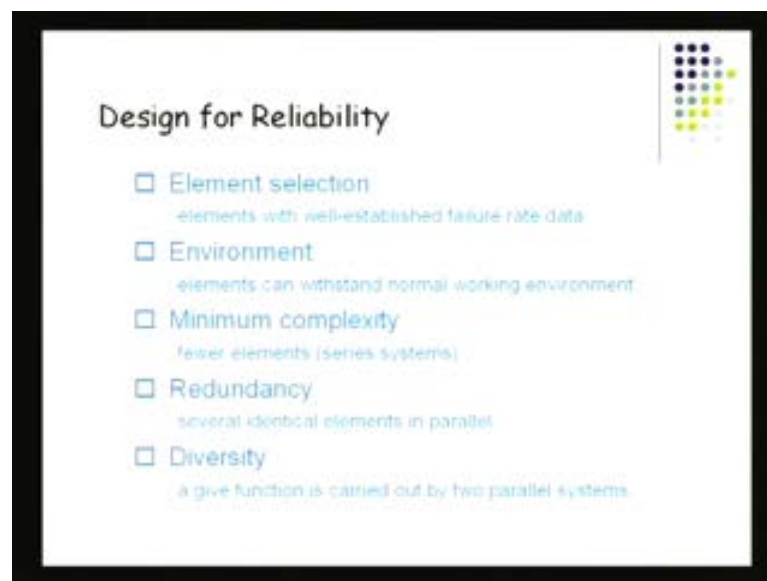 Design for Reliability
Element selection
elements with well-established failure rate data
Environment
elements can withstand normal working environment
Minimum complexity
fewer elements (series systems)
Redundancy
several identical elements in parallel
Diversity
a give function is carried out by two parallel systems